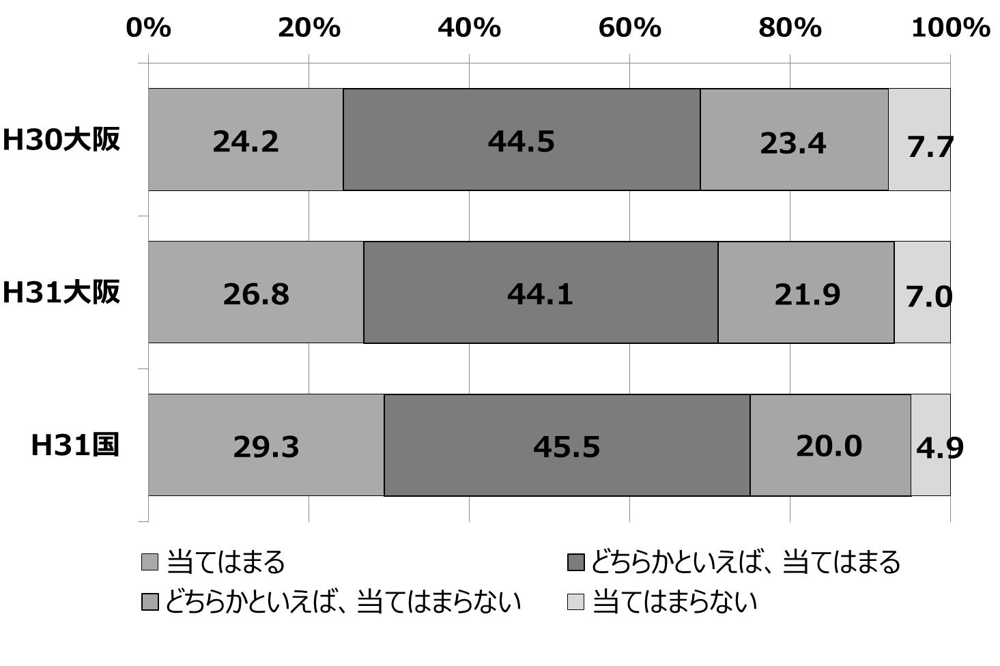 0% 20% 40% 60% 80% 100%
H30大阪 24.2 44.5 23.4 7.7
H31大阪 26.8 44.1 21.9 7.0
H31国 29.3 45.5 20.0 4.9
当てはまる どちらかといえば、当てはまる
どちらかといえば、当てはまらない 当てはまらない